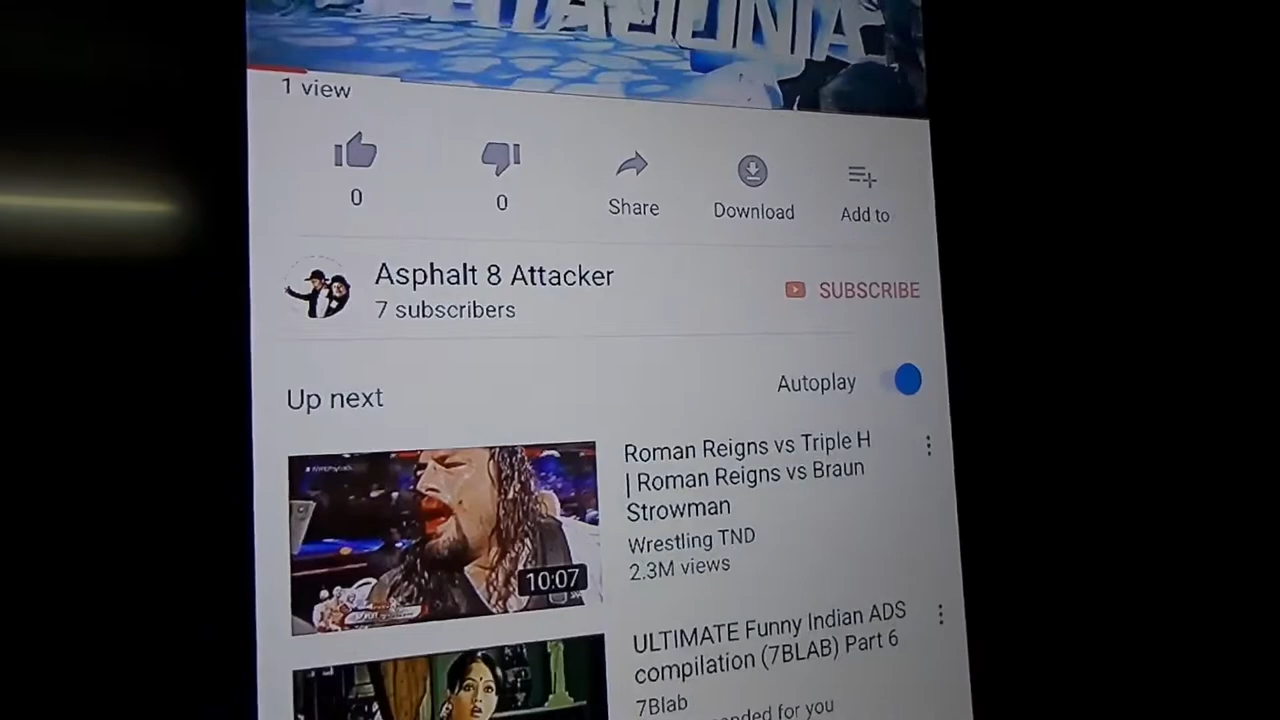 1 view
0
0
Share
Download
Add to
Asphalt 8 Attacker
7 subscribers
SUBSCRIBE
Up next
Autoplay
Roman Reigns vs Triple H
| Roman Reigns vs Braun
Strowman
Wrestling TND
2.3M views
10:07
ULTIMATE Funny Indian ADS
compilation (7BLAB) Part 6
7Blab
for you